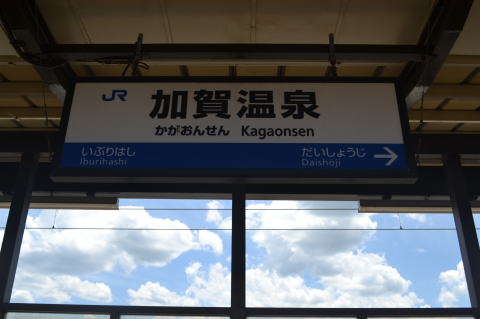 JR 加賀温泉
かがおんせん Kagaonsen
いぶりはし だいしょうじ
Iburihashi Daishōji